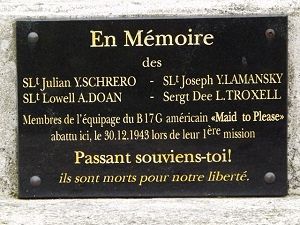 En Mémoire
des
SLt Julian Y.SCHRERO - SLt Joseph Y.LAMANSKY
SLt Lowell A.DOAN - Sergt Dee L.TROXELL
Membres de l'équipage du B17G américain «Maid to Please»
abattu ici, le 30.12.1943 lors de leur 1ère mission
Passant souviens-toi!
ils sont morts pour notre liberté.